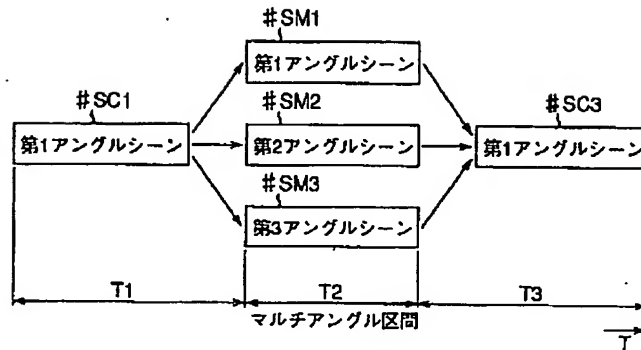 #SM1
第1アングルシーン
#SC1
第1アングルシーン
#SM2
第2アングルシーン
#SC3
第1アングルシーン
#SM3
第3アングルシーン
T1
T2
T3
マルチアングル区間
T